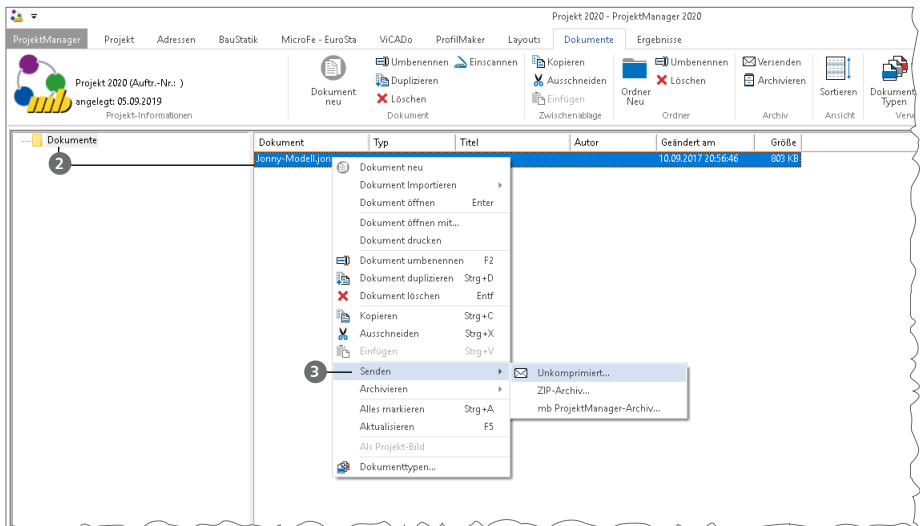 Projekt 2020 - ProjektManager 2020
ProjektManager Projekt Adressen BauStatik MicroFe - EuroSta ViCADo ProfilMaker Layouts Dokumente Ergebnisse
mb
Projekt 2020 (Auftr.-Nr.: )
angelegt: 05.09.2019
Projekt-Informationen
Dokument
neu
Umbenennen Einscannen
Duplizieren
Löschen
Dokument
Kopieren
Ausschneiden
Einfügen
Zwischenablage
Ordner
Neu
Umbenennen
Löschen
Ordner
Versenden
Archivieren
Archiv
Sortieren
Ansicht
Dokument
Typen
Verw
Dokumente
2
Dokument Typ Titel Autor Geändert am Größe
Jonny-Modell.jon 10.09.2017 20:56:46 803 KB
Dokument neu
Dokument Importieren
Dokument öffnen Enter
Dokument öffnen mit...
Dokument drucken
Dokument umbenennen F2
Dokument duplizieren Strg+D
Dokument löschen Entf
Kopieren Strg+C
Ausschneiden Strg+X
Einfügen Strg+V
3
Senden
Archivieren
Alles markieren Strg+A
Aktualisieren F5
Als Projekt-Bild
Dokumenttypen...
Unkomprimiert...
ZIP-Archiv...
mb ProjektManager-Archiv...